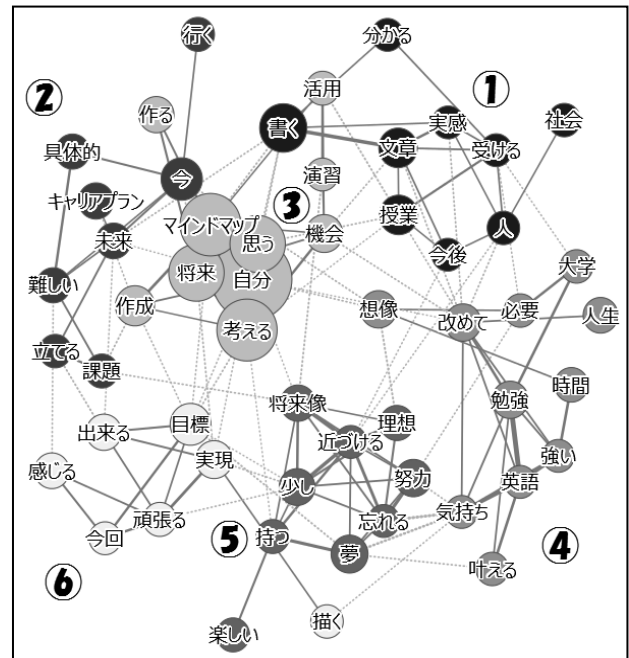 行く
分かる
②
活用
①
作る
書く
実感
社会
具体的
文章
受ける
今
演習
キャリアプラン
③
マインドマップ
授業
未来
思う
機会
人
今後
難しい
将来
自分
大学
作成
想像
改めて
必要
人生
考える
立てる
課題
時間
将来像
勉強
出来る
目標
近づける
理想
実現
強い
感じる
少し
努力
英語
頑張る
忘れる
気持ち
今回
⑤
持つ
夢
④
⑥
叶える
楽しい
描く